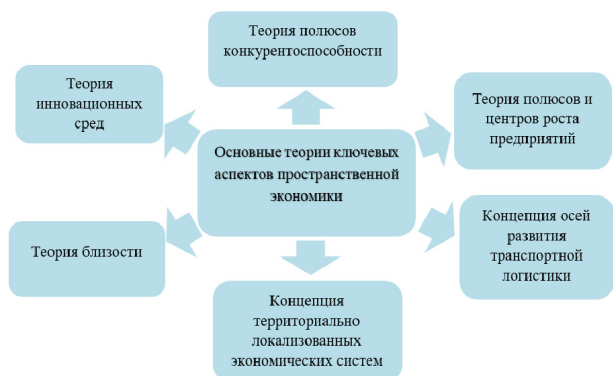 Теория полюсов
конкурентоспособности
Теория
инновационных
сред
Теория полюсов и
центров роста
предприятий
Основные теории ключевых
аспектов пространственной
экономики
Теория близости
Концепция осей
развития
транспортной
логистики
Концепция
территориально
локализованных
экономических систем